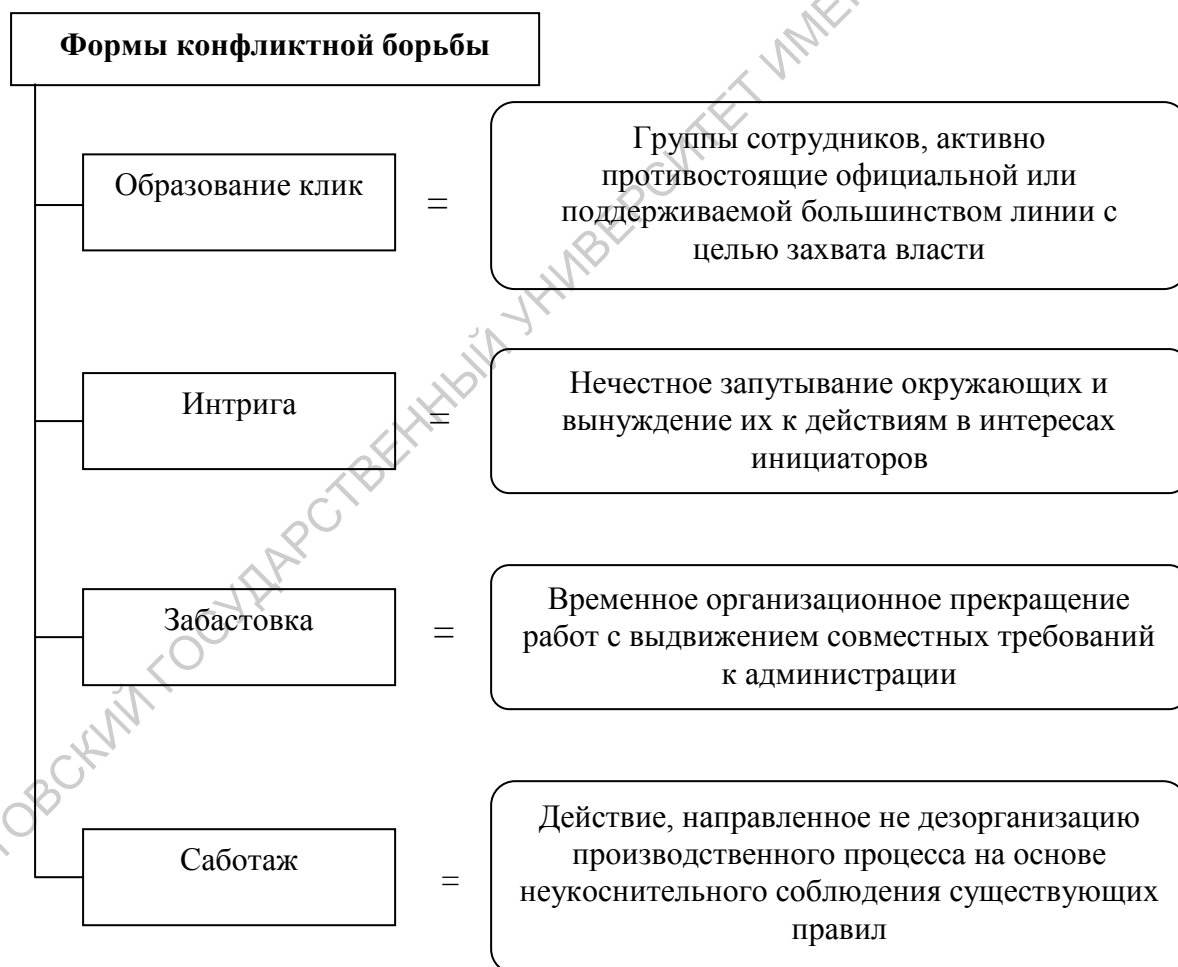 Формы конфликтной борьбы
Образование клик
=
Группы сотрудников, активно
противостоящие официальной или
поддерживаемой большинством линии с
целью захвата власти
Интрига
=
Нечестное запутывание окружающих и
вынуждение их к действиям в интересах
инициаторов
Забастовка
=
Временное организационное прекращение
работ с выдвижением совместных требований
к администрации
Саботаж
=
Действие, направленное не дезорганизацию
производственного процесса на основе
неукоснительного соблюдения существующих
правил
ГОСУДАРСТВЕННЫЙ УНИВЕРСИТЕТ